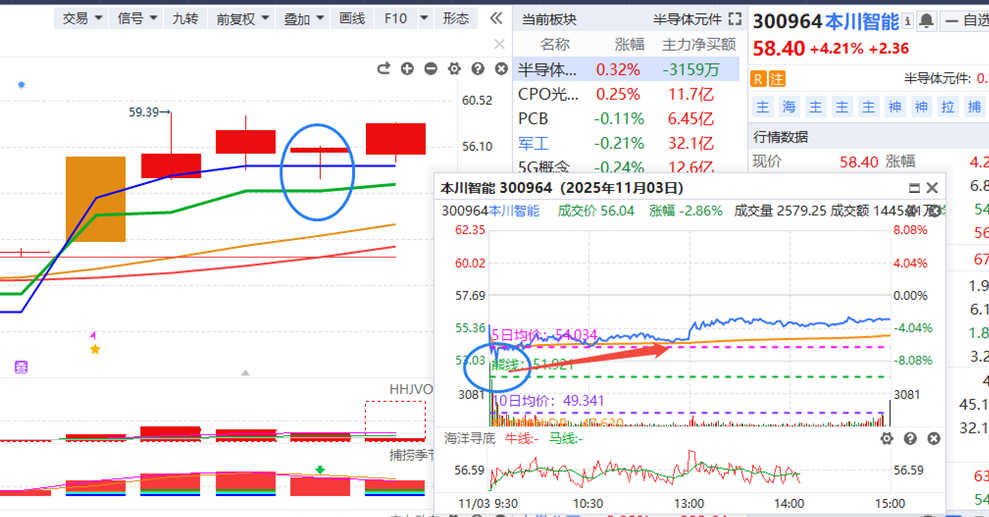 交易 信号 九转 前复权 叠加 画线 F10 形态
59.39
60.52
56.10
HHJVO
捕捞季节
当前板块 半导体元件
名称 涨幅 主力净买额
半导体... 0.32% -3159万
CPO光... 0.25% 11.7亿
PCB -0.11% 6.45亿
军工 -0.21% 32.1亿
5G概念 -0.24% 12.6亿
300964本川智能 自选
58.40 +4.21% +2.36
R 注 半导体元件: 0.
主 海 主 主 主 神 神 拉 捕
行情数据
现价 58.40 涨幅 4.2
6.8
54
56
67
1.9
6.1
1.8
3.2
45.1
32.1
63
54
本川智能 300964（2025年11月03日）
300964本川智能 成交价 56.04 涨幅 -2.86% 成交量 2579.25 成交额
62.35 8.08%
60.02 4.04%
57.69 0.00%
55.36 -4.04%
53.03 -8.08%
3081 3081
5日均价: 54.034
熊线: 51.921
10日均价: 49.341
海洋寻底 牛线:- 马线:-
56.59 56.59
11/03 9:30 10:30 13:00 14:00 15:00